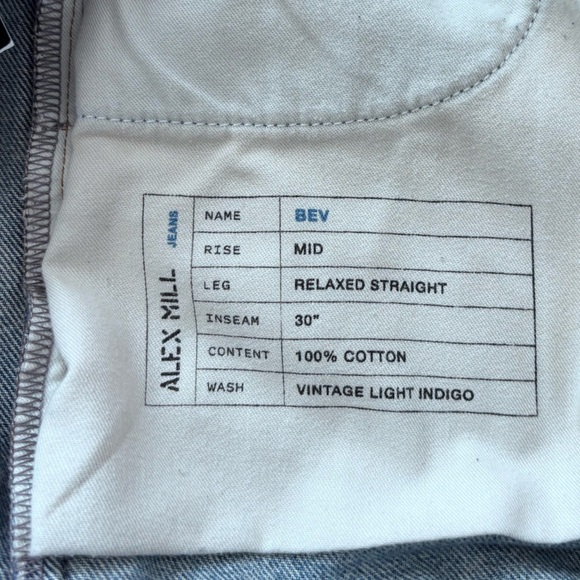 ALEX MILL JEANS
NAME BEV
RISE MID
LEG RELAXED STRAIGHT
INSEAM 30"
CONTENT 100% COTTON
WASH VINTAGE LIGHT INDIGO